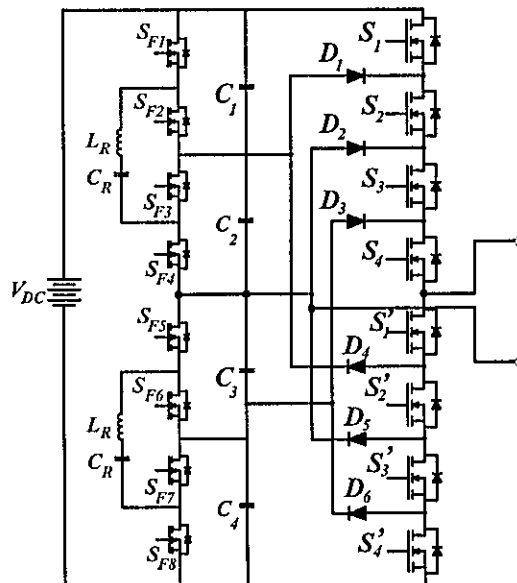 S_F1
S_1
D_1
S_F2
C_1
S_2
L_R
D_2
C_R
S_F3
S_3
D_3
C_2
S_F4
S_4
V_DC
S_F5
S_1'
D_4
C_3
S_F6
S_2'
L_R
D_5
C_R
S_F7
S_3'
D_6
C_4
S_F8
S_4'